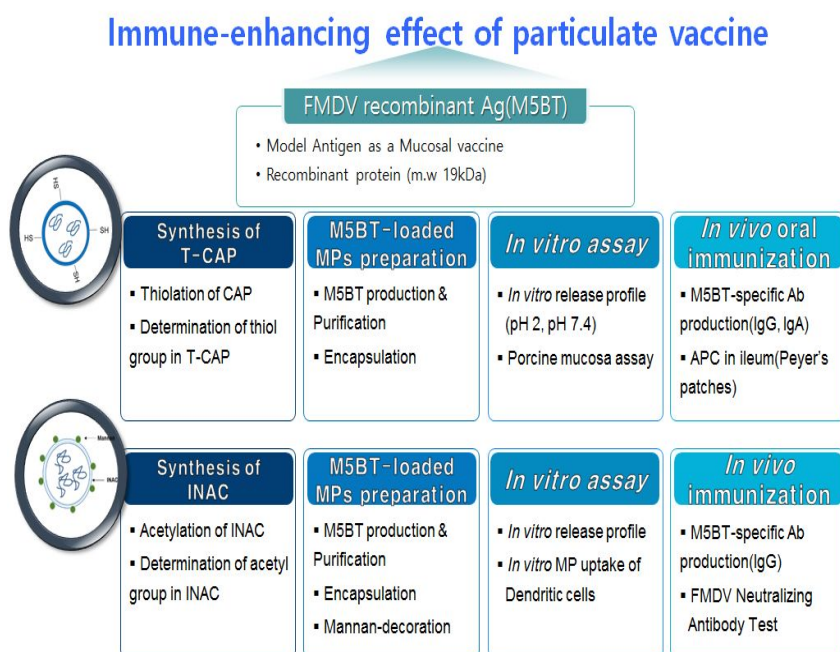 Immune-enhancing effect of particulate vaccine
FMDV recombinant Ag(M5BT)
• Model Antigen as a Mucosal vaccine
• Recombinant protein (m.w 19kDa)
HS
HS
SH
HS
Synthesis of
T-CAP
▪ Thiolation of CAP
▪ Determination of thiol
group in T-CAP
M5BT-loaded
MPs preparation
▪ M5BT production &
Purification
▪ Encapsulation
In vitro assay
▪ In vitro release profile
(pH 2, pH 7.4)
▪ Porcine mucosa assay
In vivo oral
immunization
▪ M5BT-specific Ab
production(IgG, IgA)
▪ APC in ileum(Peyer's
patches)
Mannan
INAC
Synthesis of
INAC
▪ Acetylation of INAC
▪ Determination of acetyl
group in INAC
M5BT-loaded
MPs preparation
▪ M5BT production &
Purification
▪ Encapsulation
▪ Mannan-decoration
In vitro assay
▪ In vitro release profile
▪ In vitro MP uptake of
Dendritic cells
In vivo
immunization
▪ M5BT-specific Ab
production(IgG)
▪ FMDV Neutralizing
Antibody Test